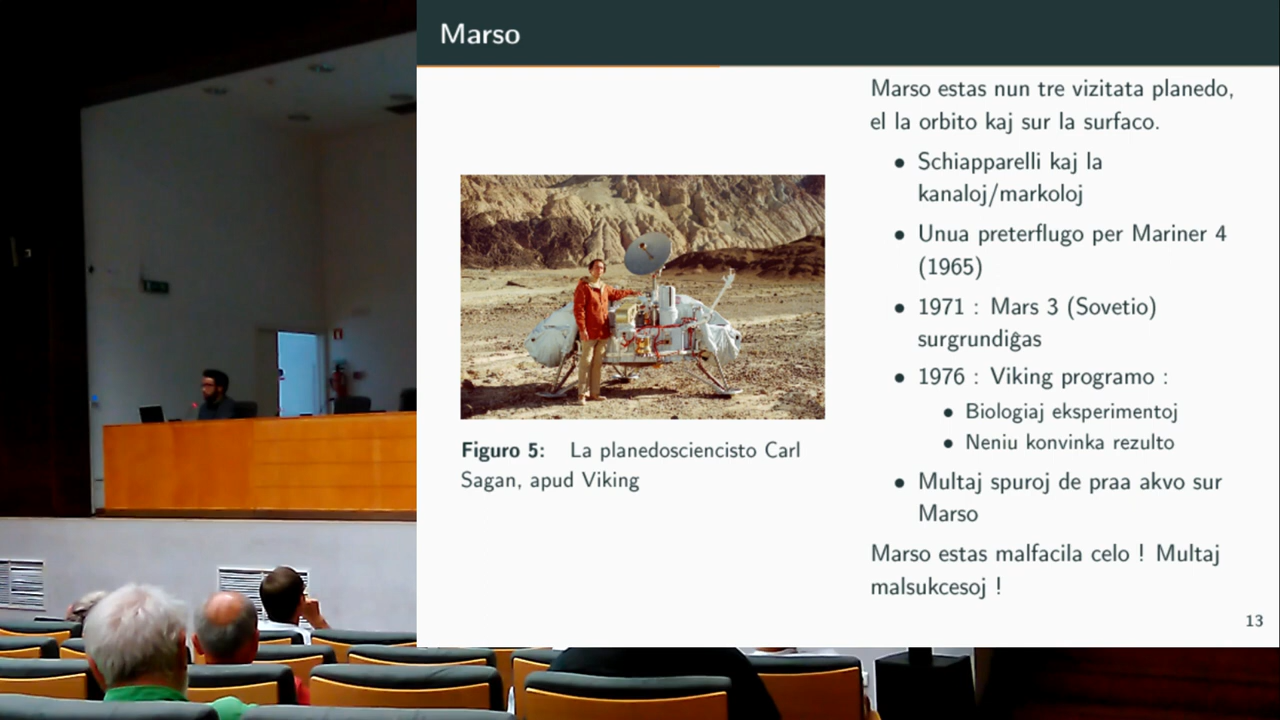 Marso
Marso estas nun tre vizitata planedo,
el la orbito kaj sur la surfaco.
• Schiapparelli kaj la
kanaloj/markoloj
• Unua preterflugo per Mariner 4
(1965)
• 1971 : Mars 3 (Sovetio)
surgrundiĝas
• 1976 : Viking programo :
• Biologiaj eksperimentoj
• Neniu konvinka rezulto
• Multaj spuroj de praa akvo sur
Marso
Marso estas malfacila celo ! Multaj
malsukcesoj !
Figuro 5: La planedosciencisto Carl
Sagan, apud Viking
13